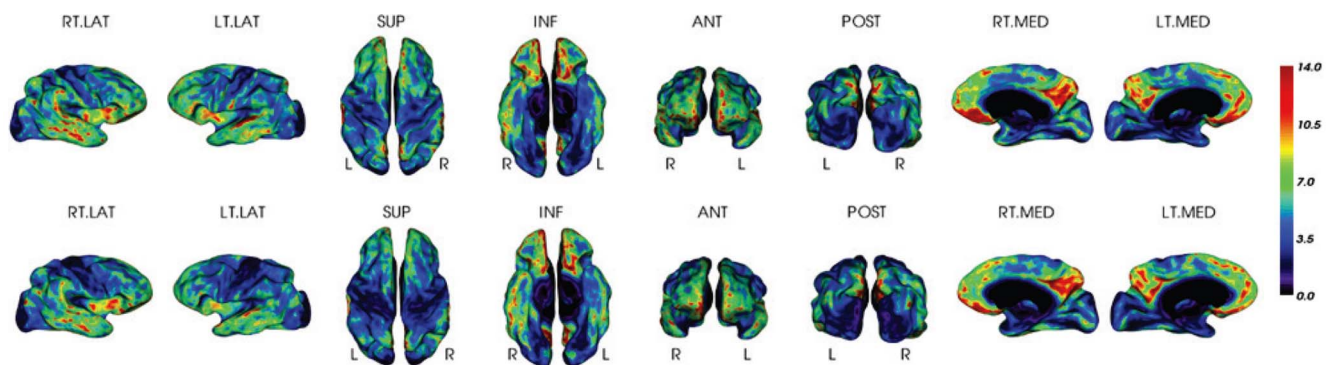 RT.LAT LT.LAT SUP INF ANT POST RT.MED LT.MED
14.0
10.5
L R R L R L L R
7.0
RT.LAT LT.LAT SUP INF ANT POST RT.MED LT.MED
3.5
0.0
L R R L R L L R